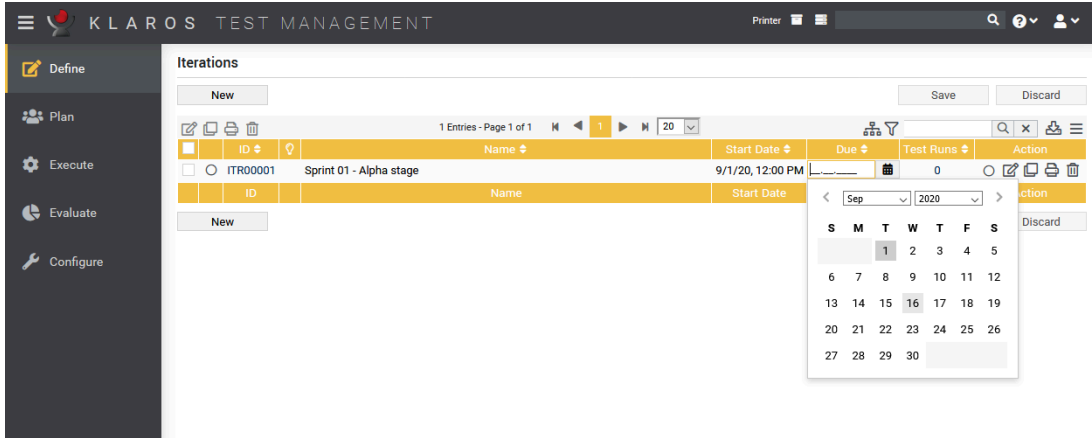 KLAROS TEST MANAGEMENT Printer
Define
Plan
Execute
Evaluate
Configure
Iterations
New Save Discard
1 Entries - Page 1 of 1 1 20
ID Name Start Date Due Test Runs Action
ITR00001 Sprint 01 - Alpha stage 9/1/20, 12:00 PM __.__.____ 0
ID Name Start Date ction
New Discard
Sep 2020
S M T W T F S
1 2 3 4 5
6 7 8 9 10 11 12
13 14 15 16 17 18 19
20 21 22 23 24 25 26
27 28 29 30